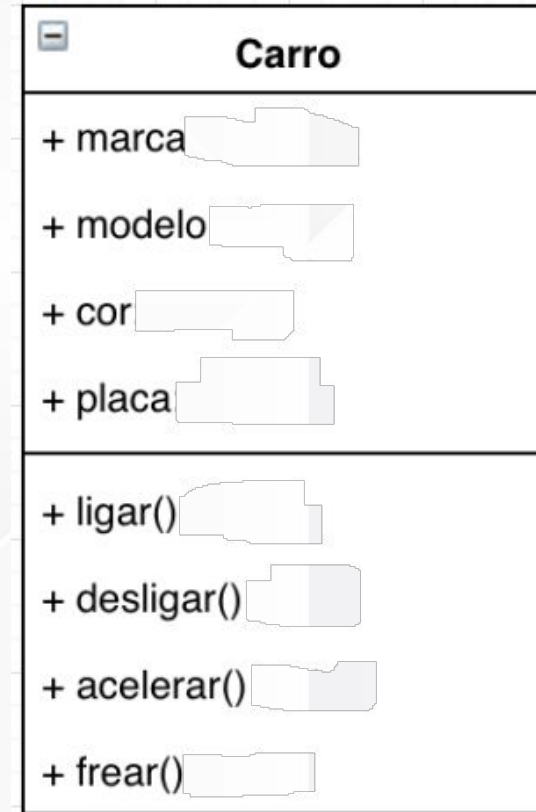 Carro
+ marca
+ modelo
+ cor
+ placa
+ ligar()
+ desligar()
+ acelerar()
+ frear()